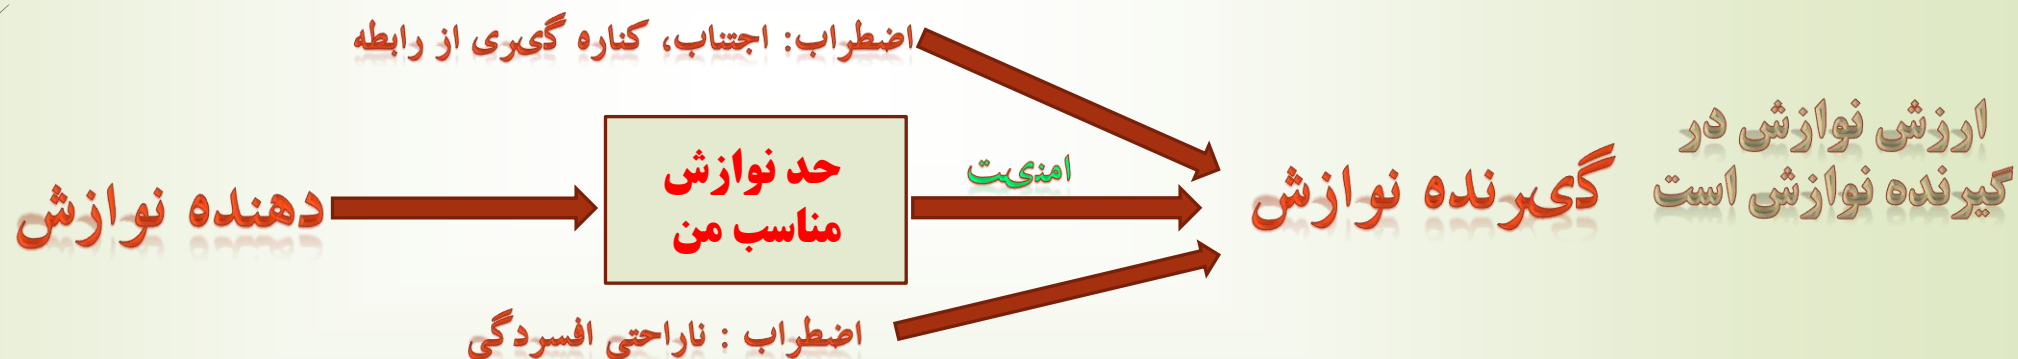 اضطراب: اجتناب، کناره گیری از رابطه
ارزش نوازش در
گیرنده نوازش است
گیرنده نوازش
امنیت
حد نوازش
مناسب من
دهنده نوازش
اضطراب : ناراحتی افسردگی